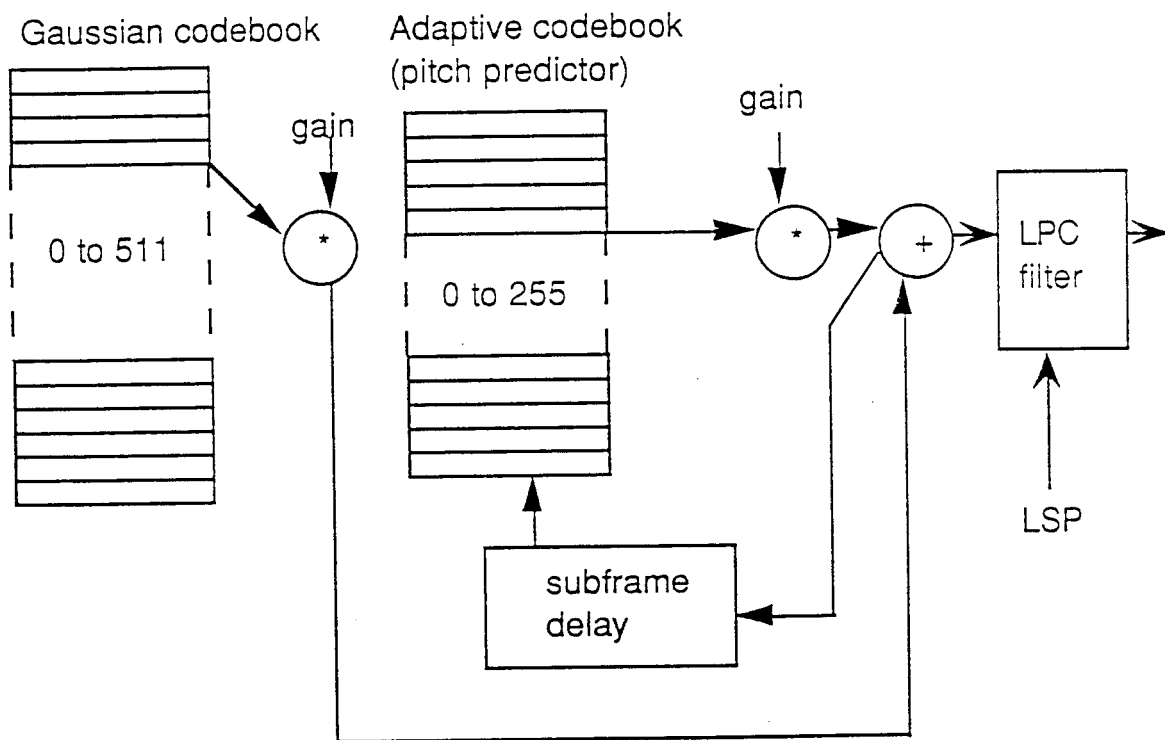 Gaussian codebook
Adaptive codebook
(pitch predictor)
gain
gain
*
*
+
LPC
filter
0 to 511
0 to 255
LSP
subframe
delay